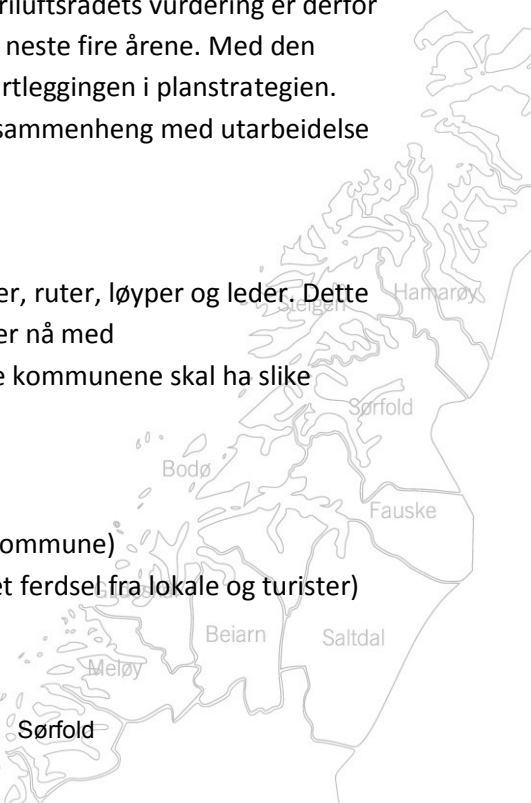 riluftsrådets vurdering er derfor
neste fire årene. Med den
artleggingen i planstrategien.
sammenheng med utarbeidelse
er, ruter, løyper og leder. Dette
er nå med
e kommunene skal ha slike
Steigen
Hamarøy
Sørfold
Bodø
Fauske
ommune)
et ferdsel fra lokale og turister)
Beiarn
Saltdal
Meløy
Sørfold